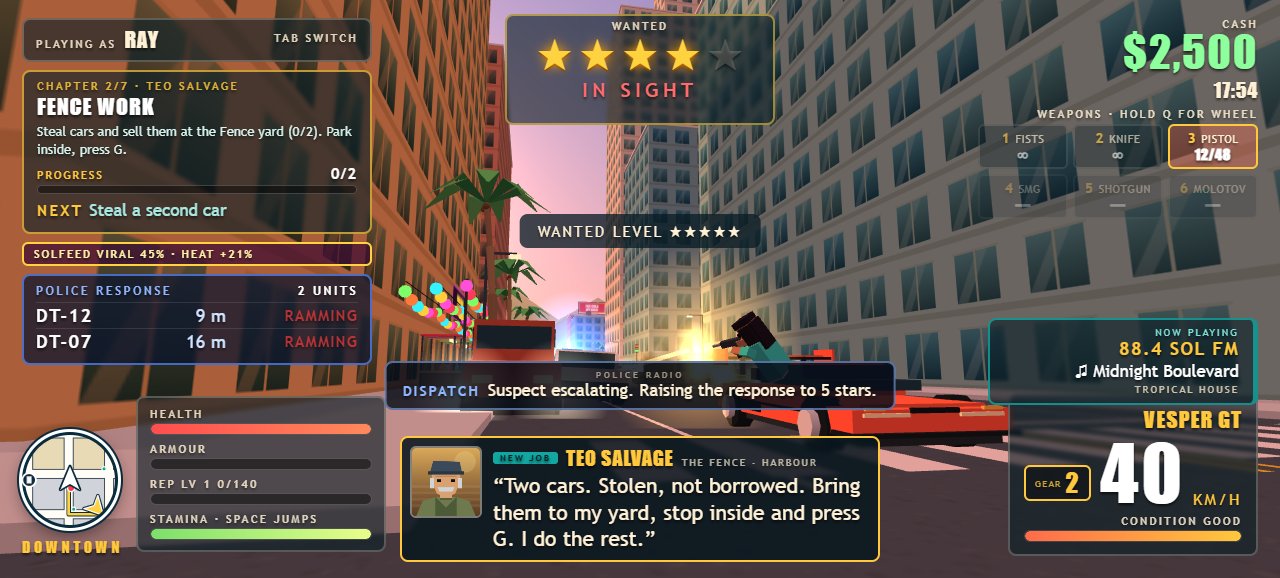 PLAYING AS RAY
TAB SWITCH
CHAPTER 2/7 · TEO SALVAGE
FENCE WORK
Steal cars and sell them at the Fence yard (0/2). Park
inside, press G.
PROGRESS 0/2
NEXT Steal a second car
SOLFEED VIRAL 45% · HEAT +21%
POLICE RESPONSE 2 UNITS
DT-12 9 m RAMMING
DT-07 16 m RAMMING
WANTED
★★★★★
IN SIGHT
WANTED LEVEL ★★★★★
CASH
$2,500
17:54
WEAPONS · HOLD Q FOR WHEEL
1 FISTS ∞
2 KNIFE ∞
3 PISTOL 12/48
4 SMG —
5 SHOTGUN —
6 MOLOTOV —
NOW PLAYING
88.4 SOL FM
♫ Midnight Boulevard
TROPICAL HOUSE
POLICE RADIO
DISPATCH Suspect escalating. Raising the response to 5 stars.
HEALTH
ARMOUR
REP LV 1 0/140
STAMINA · SPACE JUMPS
DOWNTOWN
NEW JOB TEO SALVAGE THE FENCE · HARBOUR
“Two cars. Stolen, not borrowed. Bring
them to my yard, stop inside and press
G. I do the rest.”
VESPER GT
GEAR 2
40 KM/H
CONDITION GOOD